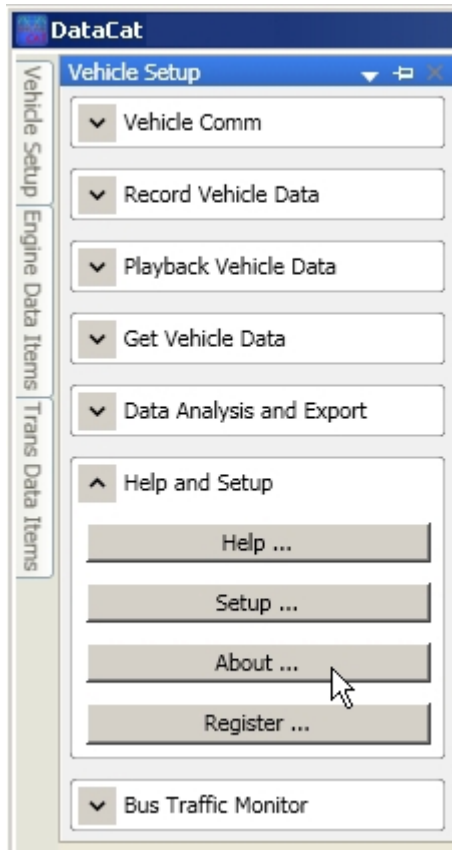 DataCat
Vehicle Setup
Engine Data Items
Trans Data Items
Vehicle Setup
Vehicle Comm
Record Vehicle Data
Playback Vehicle Data
Get Vehicle Data
Data Analysis and Export
Help and Setup
Help ...
Setup ...
About ...
Register ...
Bus Traffic Monitor